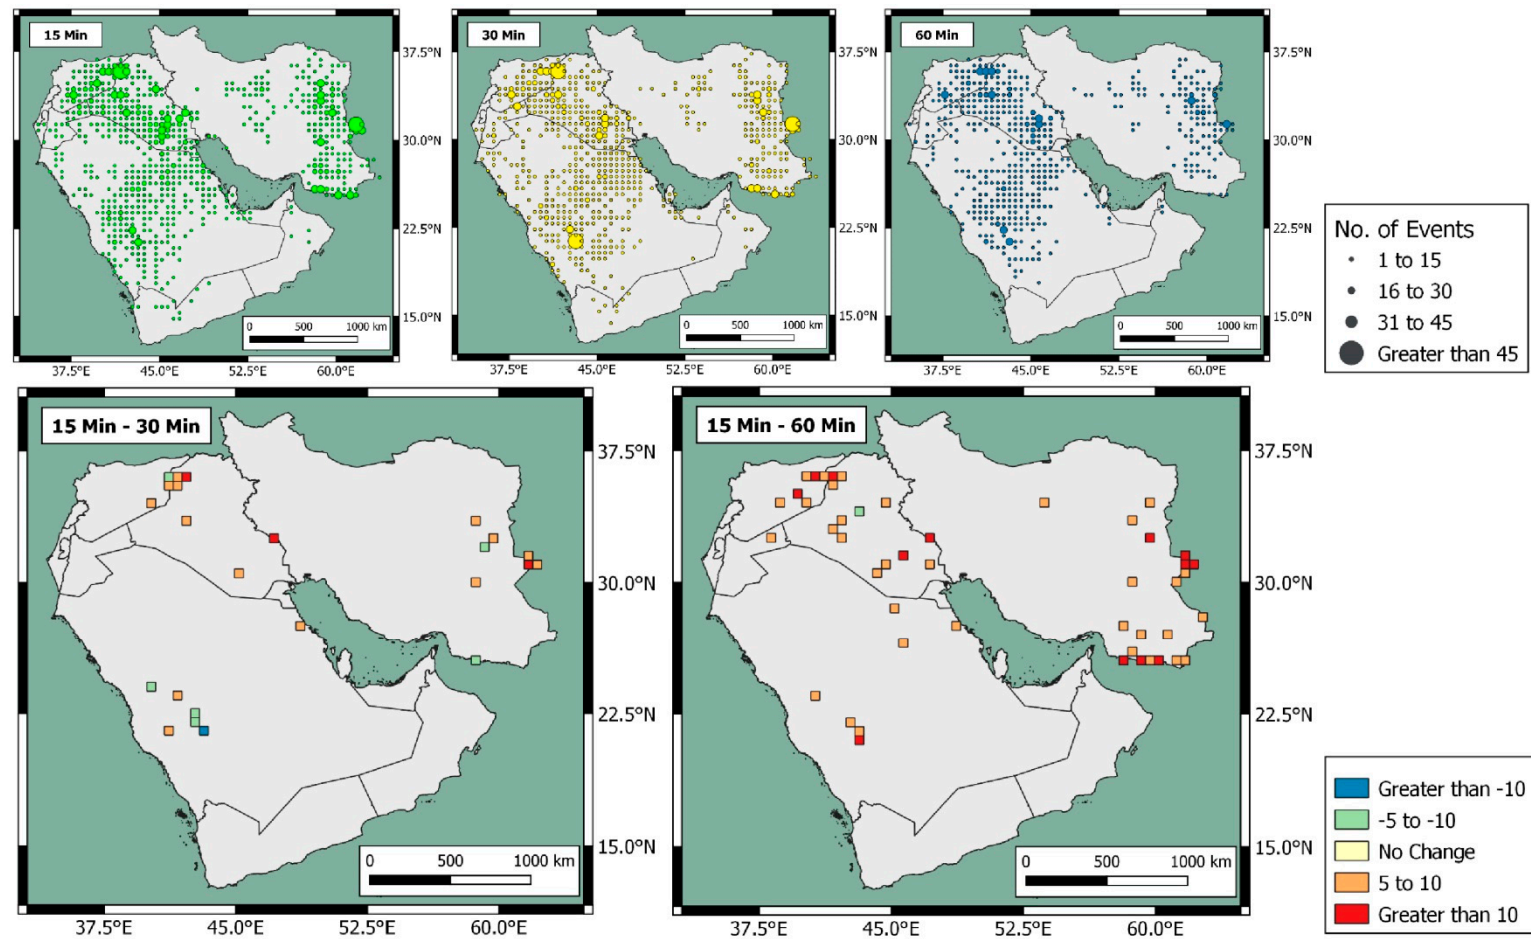 15 Min
30 Min
60 Min
37.5°N
37.5°N
37.5°N
30.0°N
30.0°N
30.0°N
22.5°N
22.5°N
22.5°N
15.0°N
15.0°N
15.0°N
0 500 1000 km
0 500 1000 km
0 500 1000 km
37.5°E 45.0°E 52.5°E 60.0°E
37.5°E 45.0°E 52.5°E 60.0°E
37.5°E 45.0°E 52.5°E 60.0°E
No. of Events
1 to 15
16 to 30
31 to 45
Greater than 45
15 Min - 30 Min
37.5°N
30.0°N
22.5°N
15.0°N
0 500 1000 km
37.5°E 45.0°E 52.5°E 60.0°E
15 Min - 60 Min
37.5°N
30.0°N
22.5°N
15.0°N
0 500 1000 km
37.5°E 45.0°E 52.5°E 60.0°E
Greater than -10
-5 to -10
No Change
5 to 10
Greater than 10